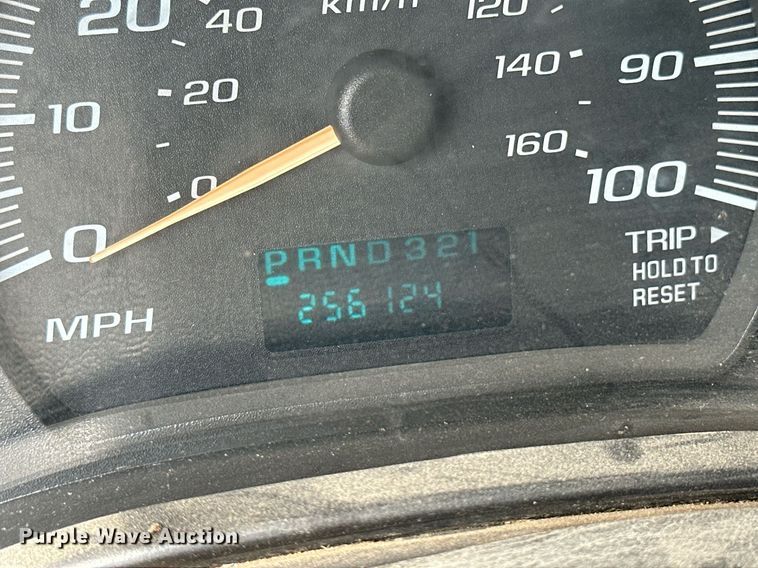 20 40 km/h 120
10 20 140 90
0 0 160 100
PRND321
256124
MPH
TRIP ▶
HOLD TO
RESET
Purple Wave Auction